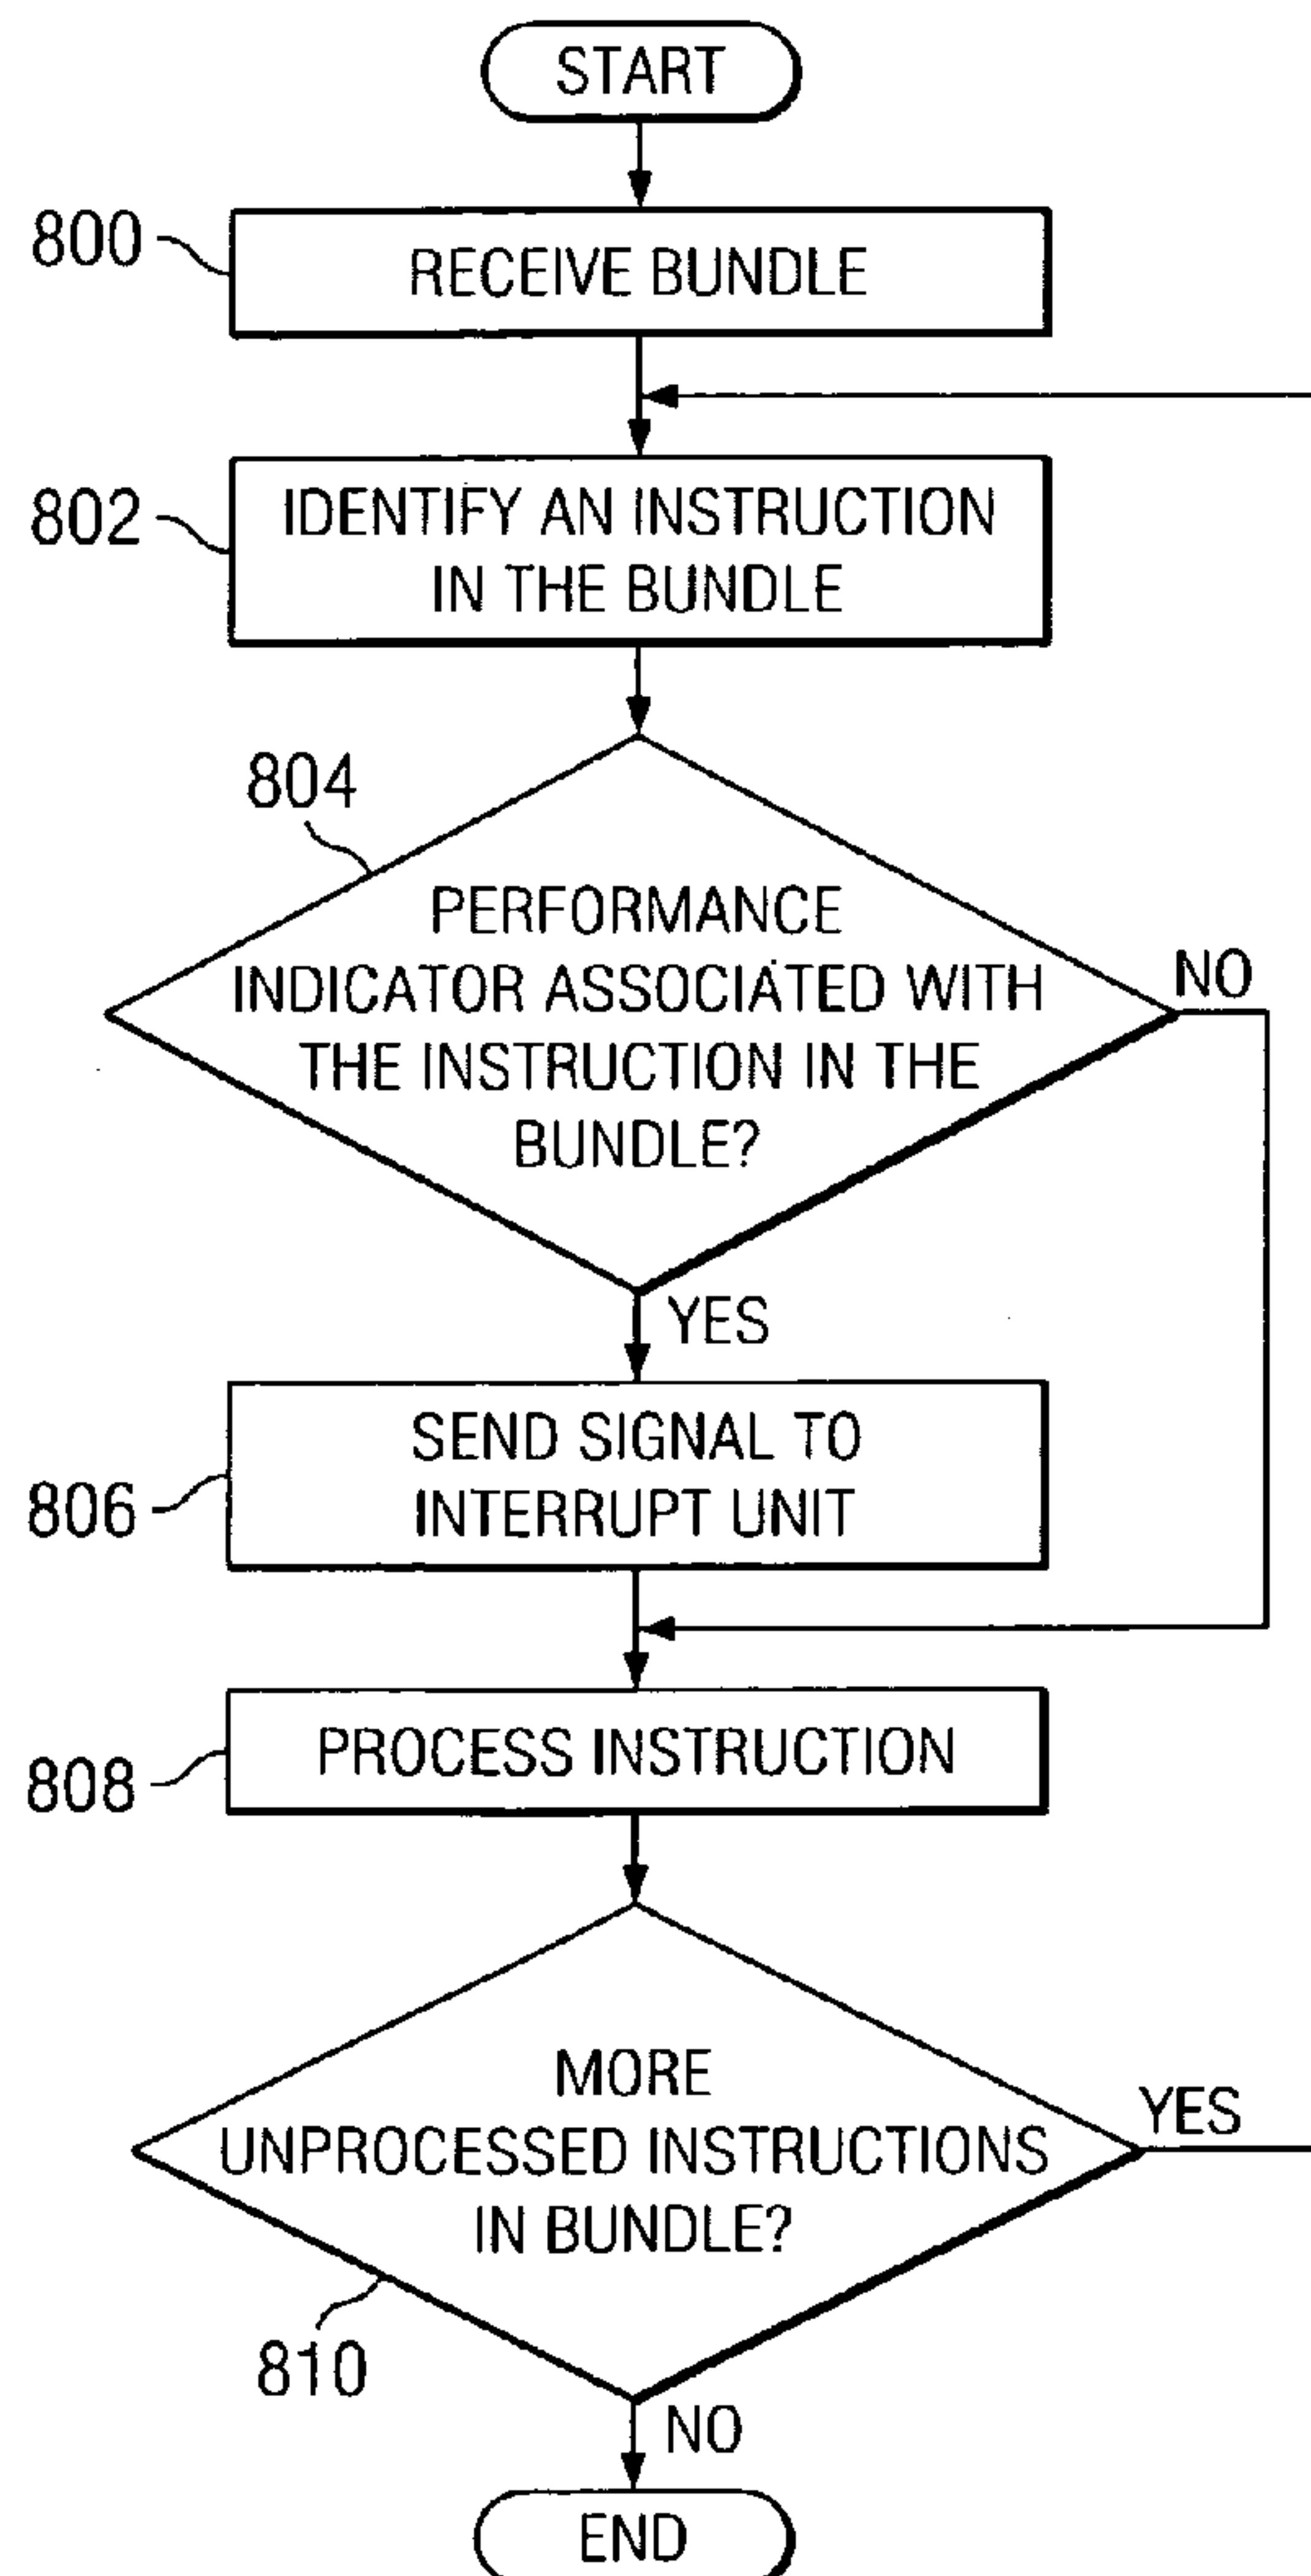 START
800
RECEIVE BUNDLE
802
IDENTIFY AN INSTRUCTION
IN THE BUNDLE
804
PERFORMANCE
INDICATOR ASSOCIATED WITH
THE INSTRUCTION IN THE
BUNDLE?
NO
YES
806
SEND SIGNAL TO
INTERRUPT UNIT
808
PROCESS INSTRUCTION
MORE
UNPROCESSED INSTRUCTIONS
IN BUNDLE?
YES
810
NO
END